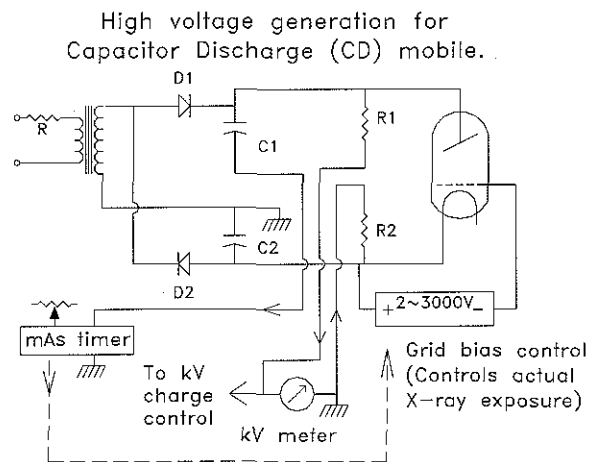 High voltage generation for
Capacitor Discharge (CD) mobile.
D1
R
C1
R1
R2
C2
D2
+2~3000V-
mAs timer
Grid bias control
(Controls actual
X-ray exposure)
To kV
charge
control
kV meter